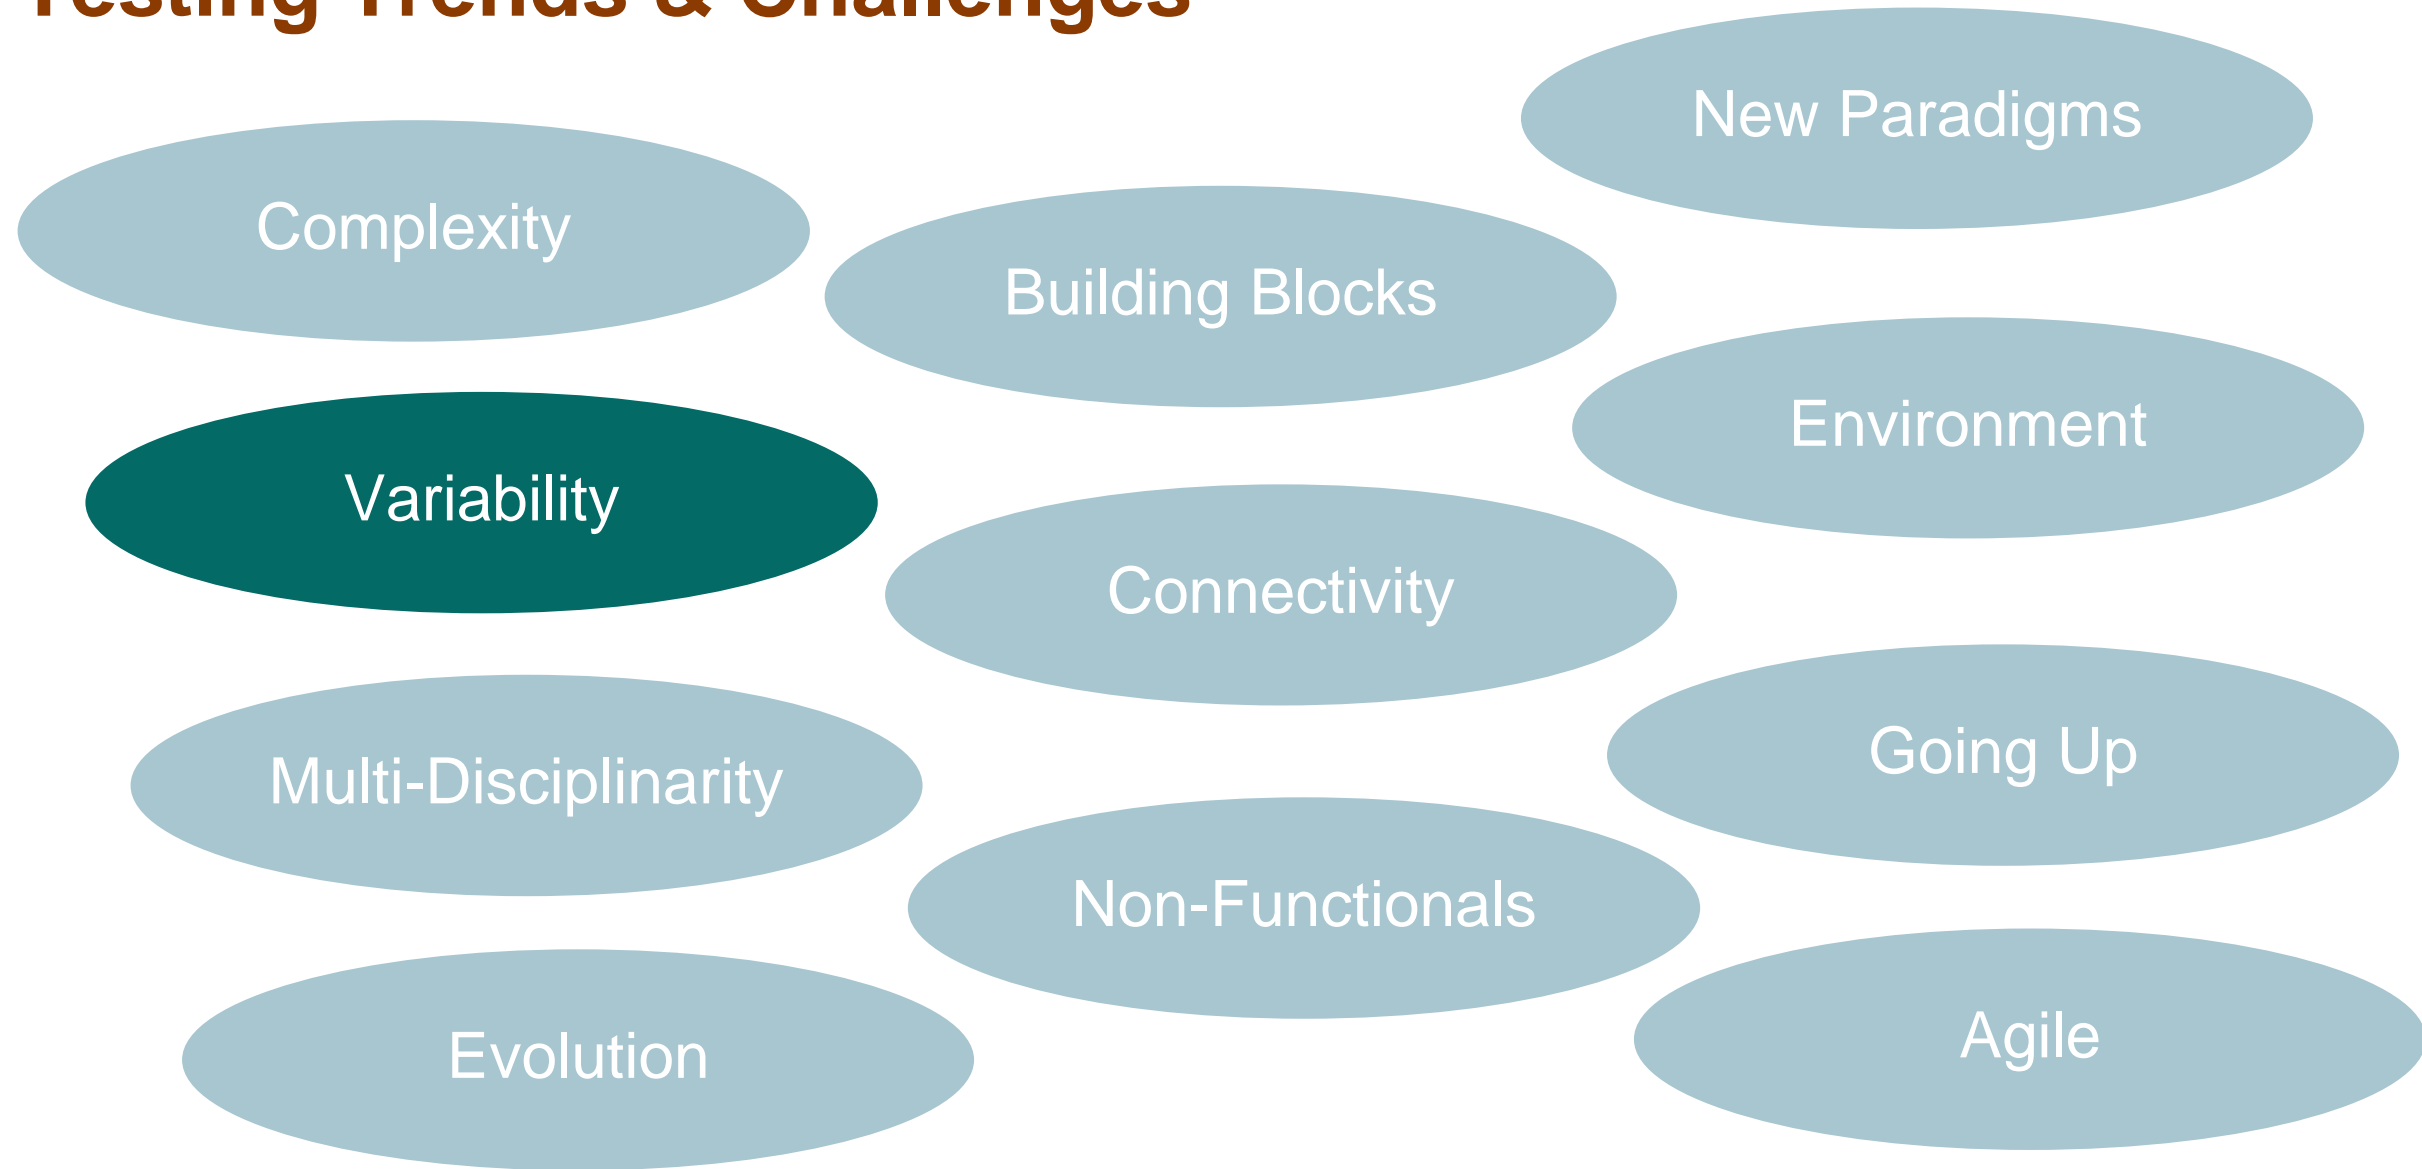 Testing Trends & Challenges
New Paradigms
Complexity
Building Blocks
Environment
Variability
Connectivity
Going Up
Multi-Disciplinarity
Non-Functionals
Agile
Evolution